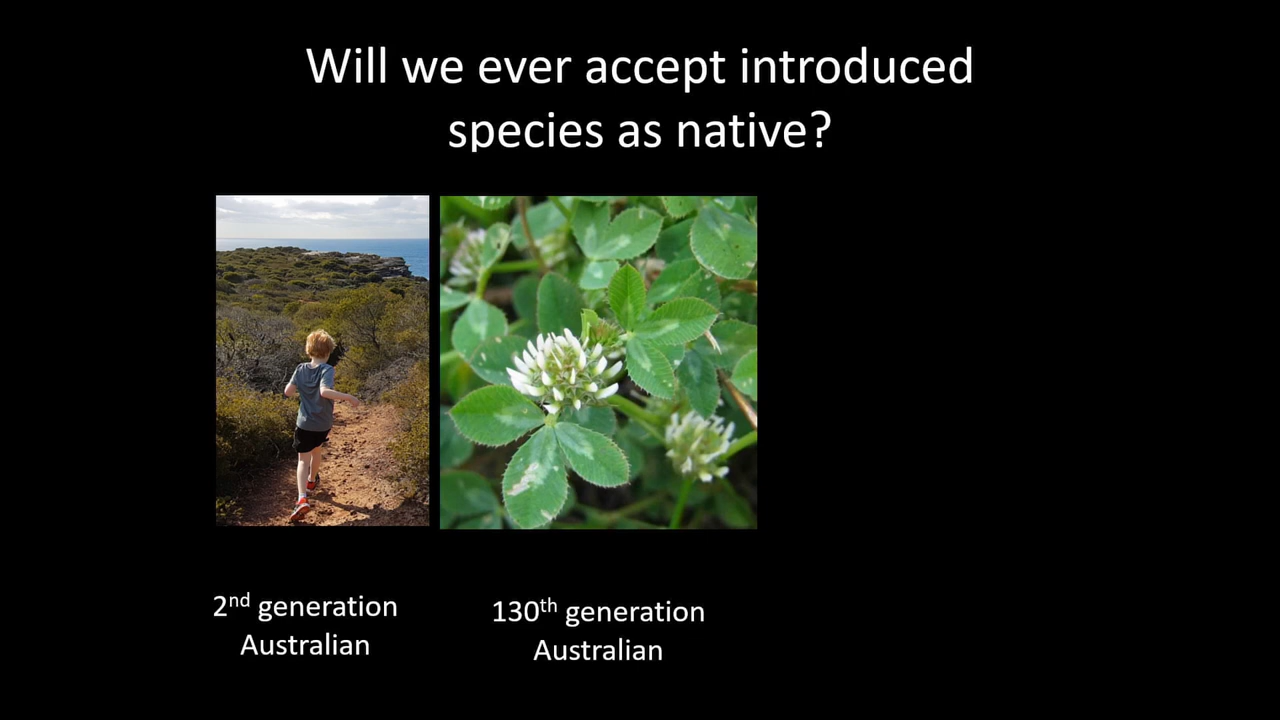 Will we ever accept introduced
species as native?
2nd generation
Australian
130th generation
Australian